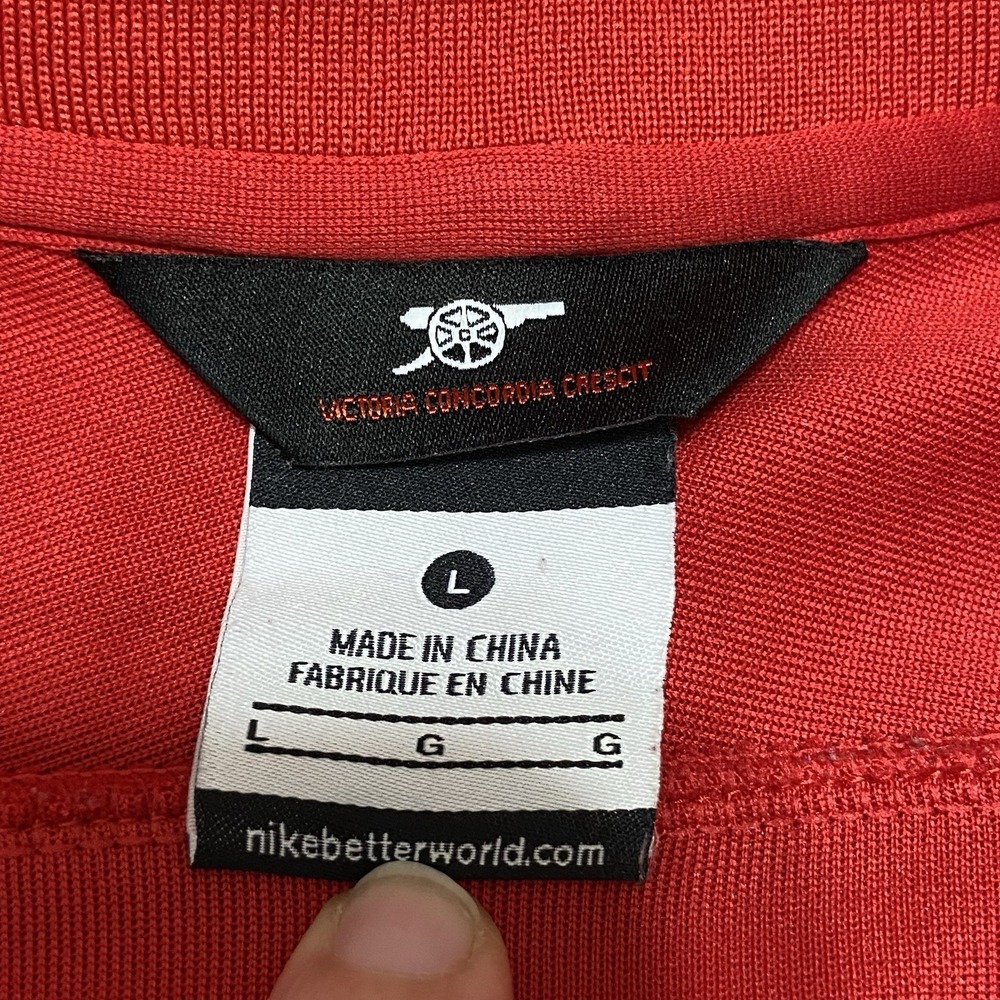 VICTORIA CONCORDIA CRESCIT
L
MADE IN CHINA
FABRIQUE EN CHINE
L G G
nikebetterworld.com